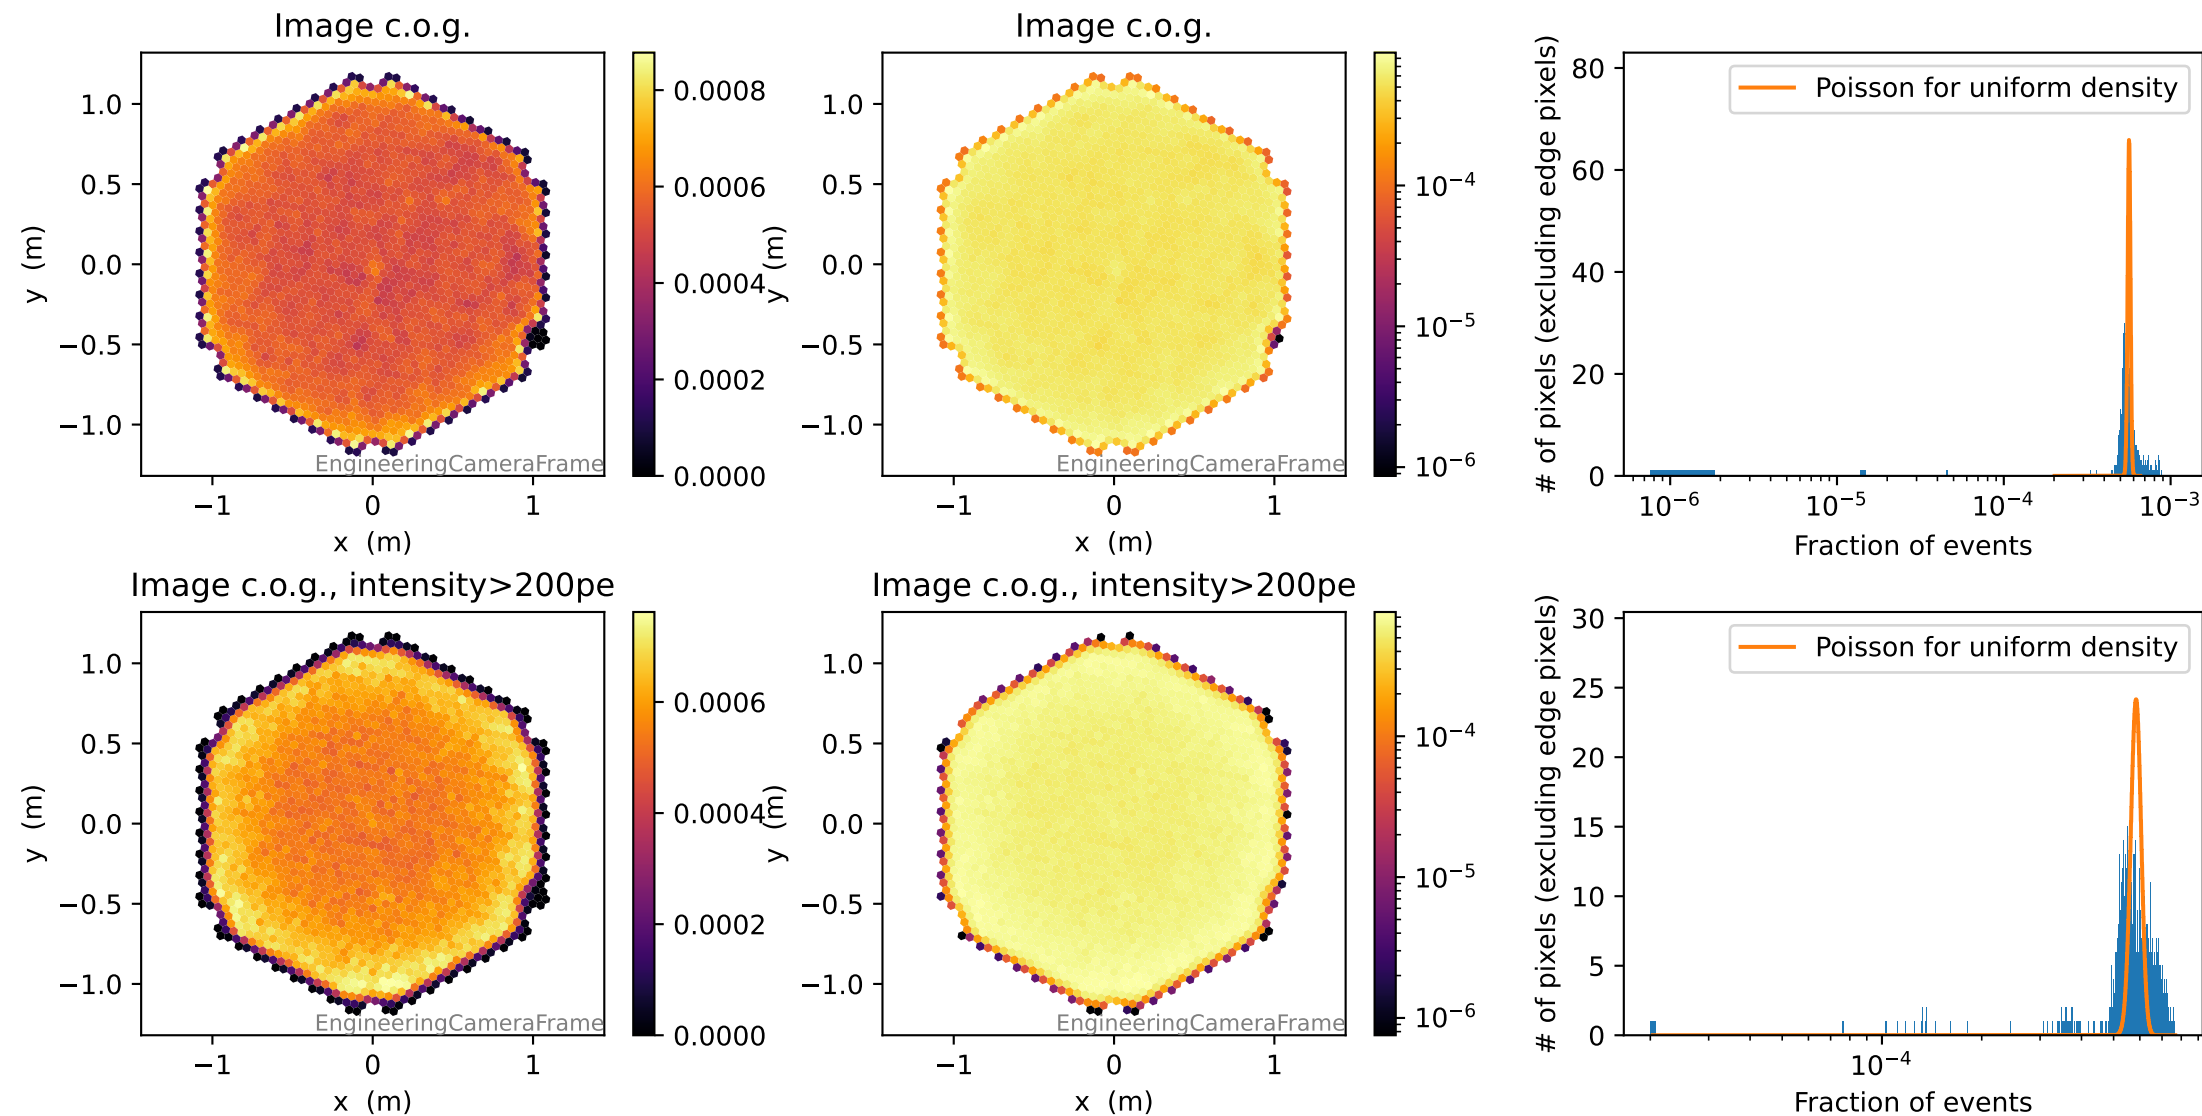 Image c.o.g.
1.0
0.5
0.0
−0.5
−1.0
y (m)
−1
0
1
x (m)
EngineeringCameraFrame
0.0008
0.0006
0.0004
0.0002
0.0000
Image c.o.g.
1.0
0.5
0.0
−0.5
−1.0
y (m)
−1
0
1
x (m)
EngineeringCameraFrame
10⁻⁴
10⁻⁵
10⁻⁶
80
60
40
20
0
# of pixels (excluding edge pixels)
Poisson for uniform density
10⁻⁶
10⁻⁵
10⁻⁴
10⁻³
Fraction of events
Image c.o.g., intensity>200pe
1.0
0.5
0.0
−0.5
−1.0
y (m)
−1
0
1
x (m)
EngineeringCameraFrame
0.0006
0.0004
0.0002
0.0000
Image c.o.g., intensity>200pe
1.0
0.5
0.0
−0.5
−1.0
y (m)
−1
0
1
x (m)
EngineeringCameraFrame
10⁻⁴
10⁻⁵
10⁻⁶
30
25
20
15
10
5
0
# of pixels (excluding edge pixels)
Poisson for uniform density
10⁻⁴
Fraction of events